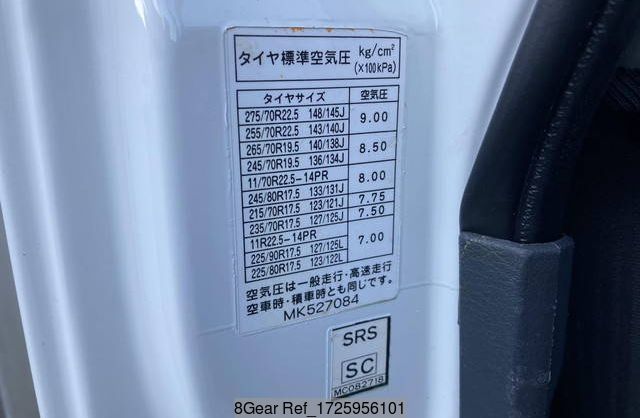 タイヤ標準空気圧 kg/cm² (×100kPa)
タイヤサイズ 空気圧
275/70R22.5 148/145J 9.00
255/70R22.5 143/140J
265/70R19.5 140/138J 8.50
245/70R19.5 136/134J
11/70R22.5-14PR 8.00
245/80R17.5 133/131J
215/70R17.5 123/121J 7.75
235/70R17.5 127/125J 7.50
11R22.5-14PR 7.00
225/90R17.5 127/125L
225/80R17.5 123/122L
空気圧は一般走行・高速走行
空車時・積車時とも同じです。
MK527084
SRS
SC
MC082718
8Gear Ref_1725956101